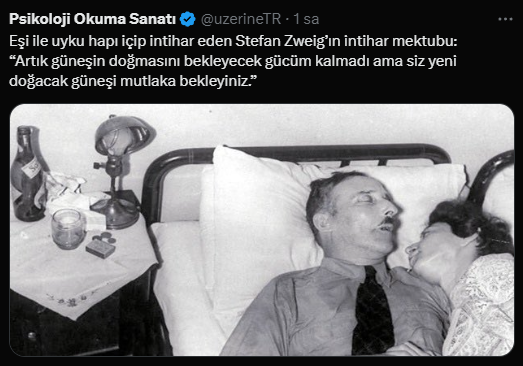 Psikoloji Okuma Sanatı @uzerineTR · 1 sa
Eşi ile uyku hapı içip intihar eden Stefan Zweig’ın intihar mektubu:
“Artık güneşin doğmasını bekleyecek gücüm kalmadı ama siz yeni
doğacak güneşi mutlaka bekleyiniz.”